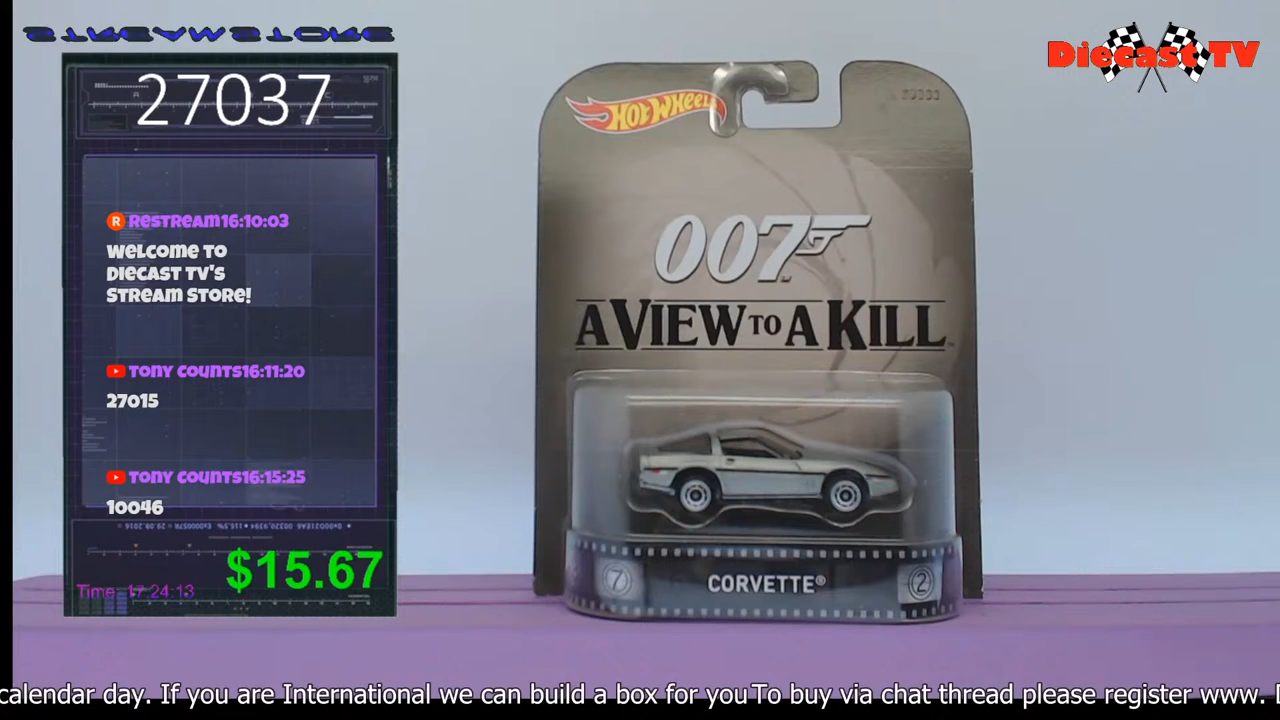 STREAM STORE
27037
Restream16:10:03
Welcome to
Diecast TV's
Stream Store!
Tony Counts16:11:20
27015
Tony Counts16:15:25
10046
$15.67
Time: 17:24:13
Diecast TV
HOT WHEELS
007
A VIEW TO A KILL
7
CORVETTE®
2
calendar day. If you are International we can build a box for youTo buy via chat thread please register www.